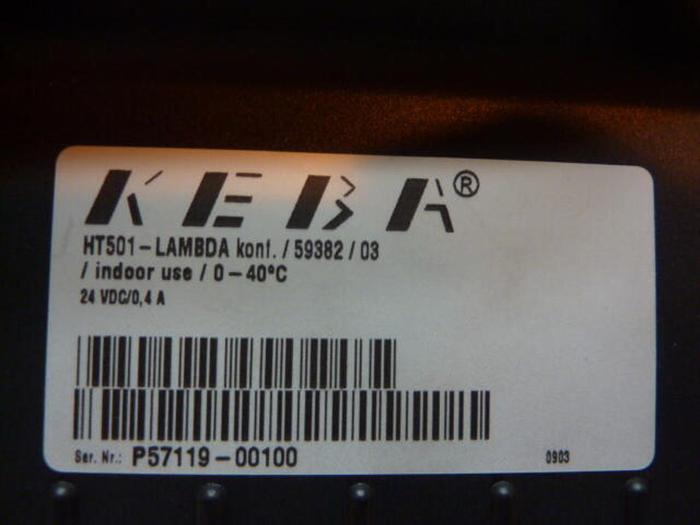 KEBA®
HT501-LAMBDA konf. / 59382 / 03
/ indoor use / 0-40°C
24 VDC/0,4 A
Ser. Nr.: P57119-00100
0903